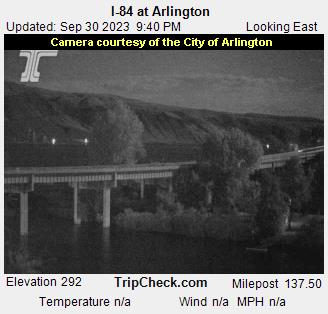 I-84 at Arlington
Updated: Sep 30 2023 9:40 PM Looking East
Camera courtesy of the City of Arlington
Elevation 292 TripCheck.com Milepost 137.50
Temperature n/a Wind n/a MPH n/a